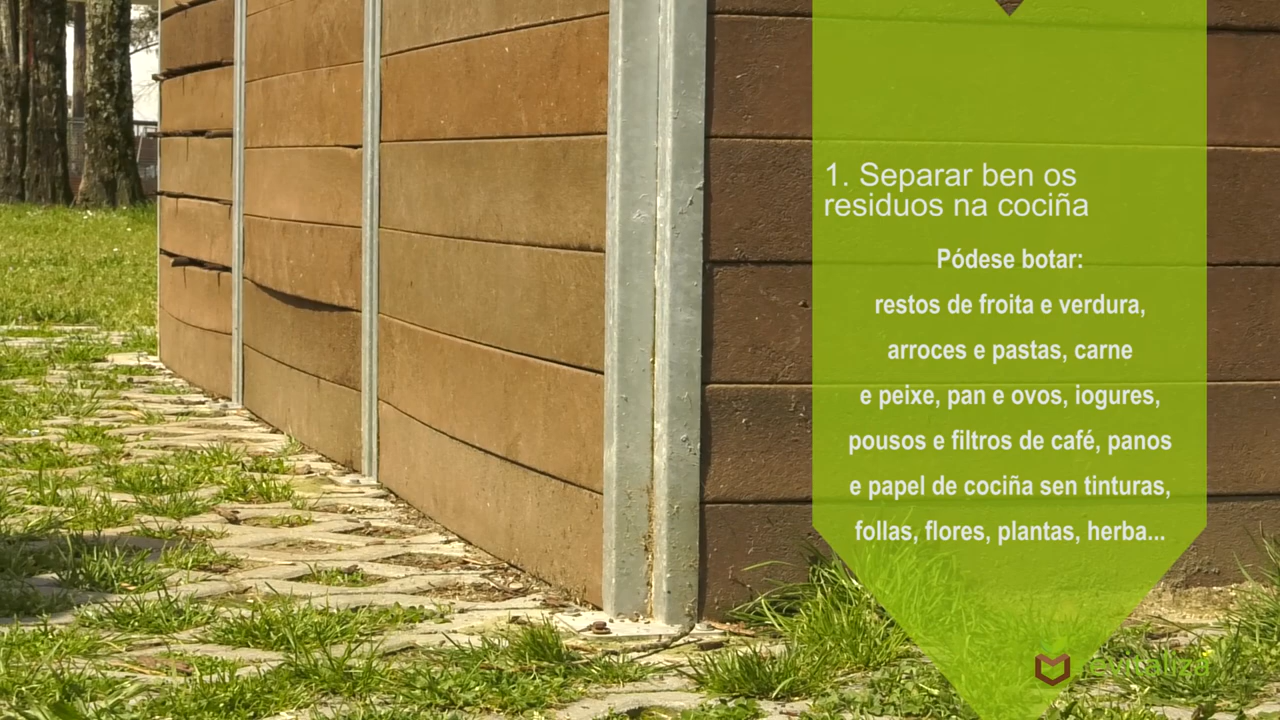 1. Separar ben os
residuos na cociña
Pódese botar:
restos de froita e verdura,
arroces e pastas, carne
e peixe, pan e ovos, iogures,
pousos e filtros de café, panos
e papel de cociña sen tinturas,
follas, flores, plantas, herba...
revitaliza